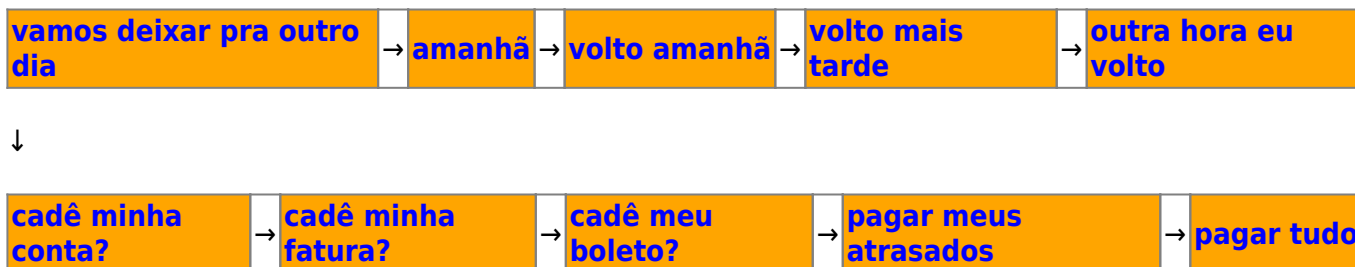 vamos deixar pra outro dia → amanhã → volto amanhã → volto mais tarde → outra hora eu volto
↓
cadê minha conta? → cadê minha fatura? → cadê meu boleto? → pagar meus atrasados → pagar tudo